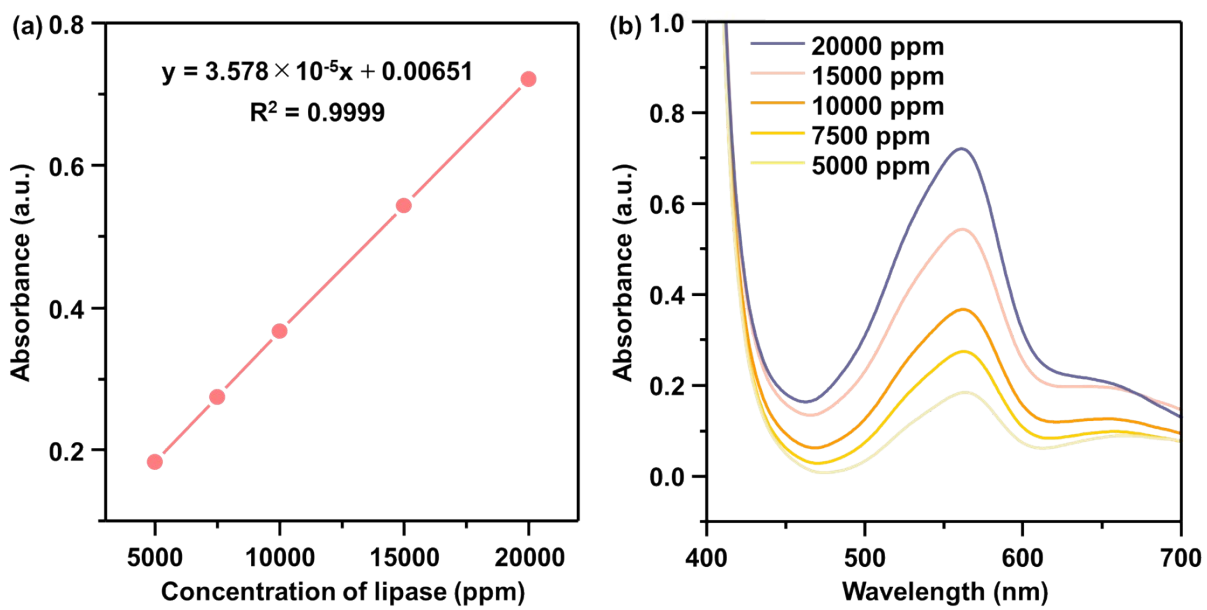 (a)
0.8
0.6
0.4
0.2
Absorbance (a.u.)
y = 3.578×10⁻⁵x + 0.00651
R² = 0.9999
5000 10000 15000 20000
Concentration of lipase (ppm)
(b)
1.0
0.8
0.6
0.4
0.2
0.0
Absorbance (a.u.)
20000 ppm
15000 ppm
10000 ppm
7500 ppm
5000 ppm
400 500 600 700
Wavelength (nm)